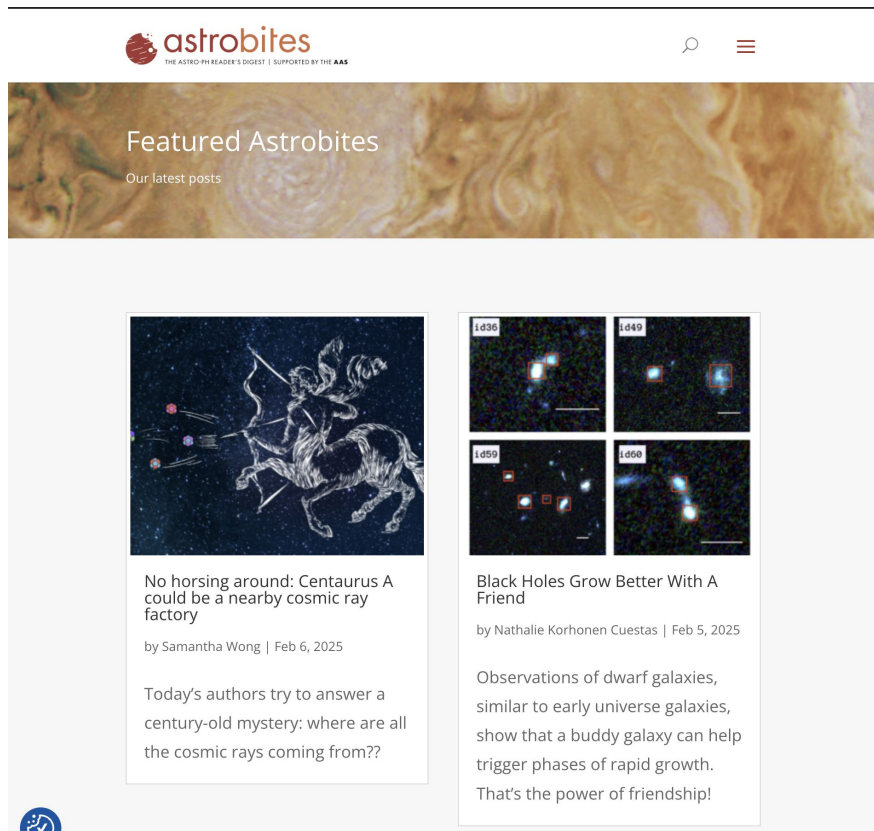 astrobites
THE ASTRO-PH READER'S DIGEST | SUPPORTED BY THE AAS
Featured Astrobites
Our latest posts
No horsing around: Centaurus A
could be a nearby cosmic ray
factory
by Samantha Wong | Feb 6, 2025
Today's authors try to answer a
century-old mystery: where are all
the cosmic rays coming from??
id36
id49
id59
id60
Black Holes Grow Better With A
Friend
by Nathalie Korhonen Cuestas | Feb 5, 2025
Observations of dwarf galaxies,
similar to early universe galaxies,
show that a buddy galaxy can help
trigger phases of rapid growth.
That's the power of friendship!